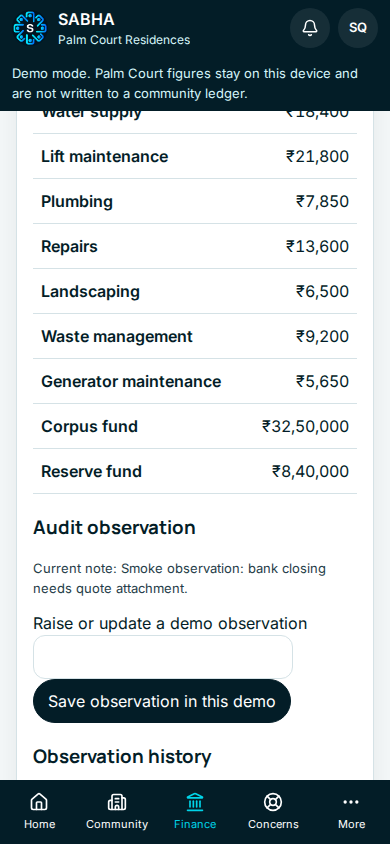 SABHA
Palm Court Residences
S
SQ
Demo mode. Palm Court figures stay on this device and
are not written to a community ledger.
Water supply ₹18,400
Lift maintenance ₹21,800
Plumbing ₹7,850
Repairs ₹13,600
Landscaping ₹6,500
Waste management ₹9,200
Generator maintenance ₹5,650
Corpus fund ₹32,50,000
Reserve fund ₹8,40,000
Audit observation
Current note: Smoke observation: bank closing
needs quote attachment.
Raise or update a demo observation
Save observation in this demo
Observation history
Home Community Finance Concerns More